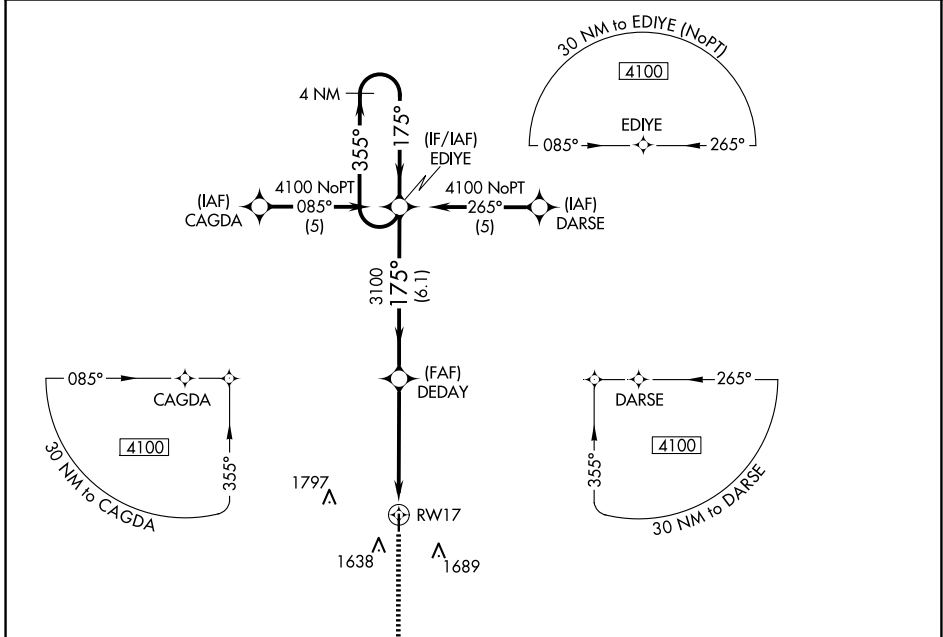 30 NM to EDIYE (NoPT)
4100
EDIYE
085°
265°
4 NM
355°
175°
(IF/IAF)
EDIYE
4100 NoPT
085°
(5)
(IAF)
CAGDA
4100 NoPT
265°
(5)
(IAF)
DARSE
3100
175°
(6.1)
(FAF)
DEDAY
085°
CAGDA
4100
355°
30 NM to CAGDA
265°
DARSE
4100
355°
30 NM to DARSE
1797
RW17
1638
1689